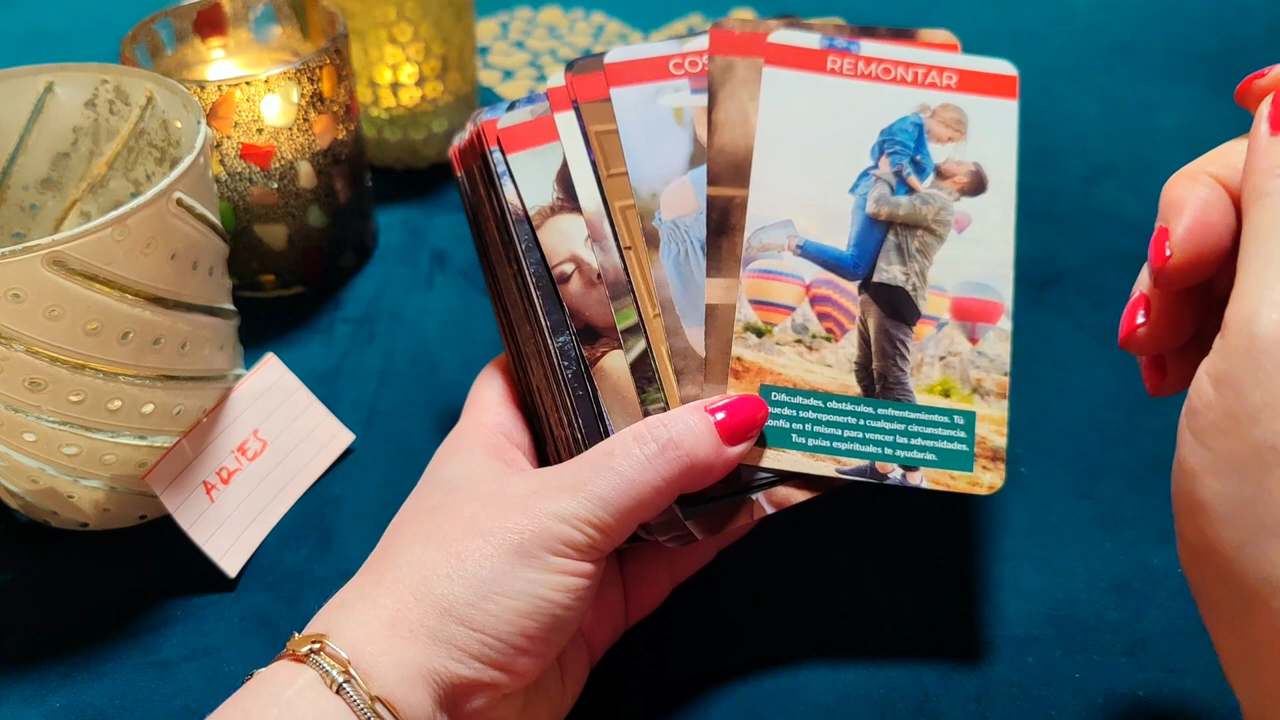 COS
REMONTAR
Dificultades, obstáculos, enfrentamientos. Tú
puedes sobreponerte a cualquier circunstancia.
Confía en ti misma para vencer las adversidades.
Tus guías espirituales te ayudarán.
ARIES